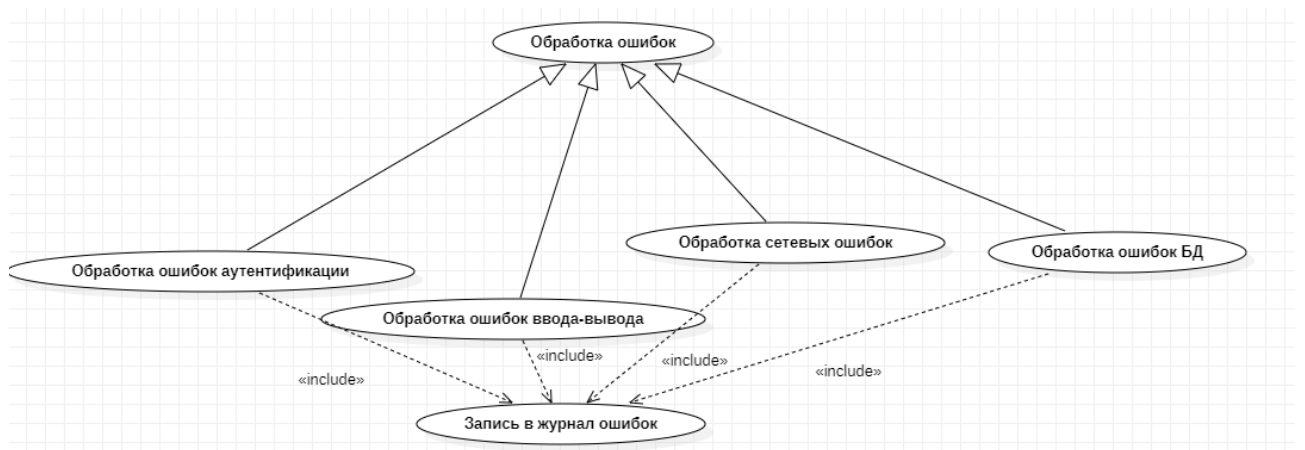 Обработка ошибок
Обработка сетевых ошибок
Обработка ошибок БД
Обработка ошибок аутентификации
Обработка ошибок ввода-вывода
«include»
«include»
«include»
«include»
Запись в журнал ошибок